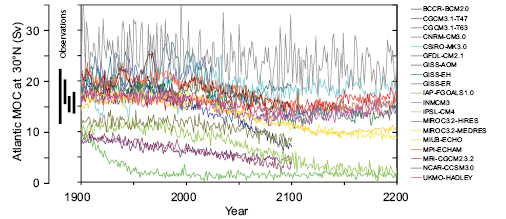 Atlantic MOC at 30°N (Sv)
30
20
10
0
Observations
1900
2000
2100
2200
Year
BCCR-BCM2.0
CGCM3.1-T47
CGCM3.1-T63
CNRM-CM3.0
CSIRO-MK3.0
GFDL-CM2.1
GISS-AOM
GISS-EH
GISS-ER
IAP-FGOALS1.0
INMCM3
IPSL-CM4
MIROC3.2-HIRES
MIROC3.2-MEDRES
MIUB-ECHO
MPI-ECHAM
MRI-CGCM2.3.2
NCAR-CCSM3.0
UKMO-HADLEY